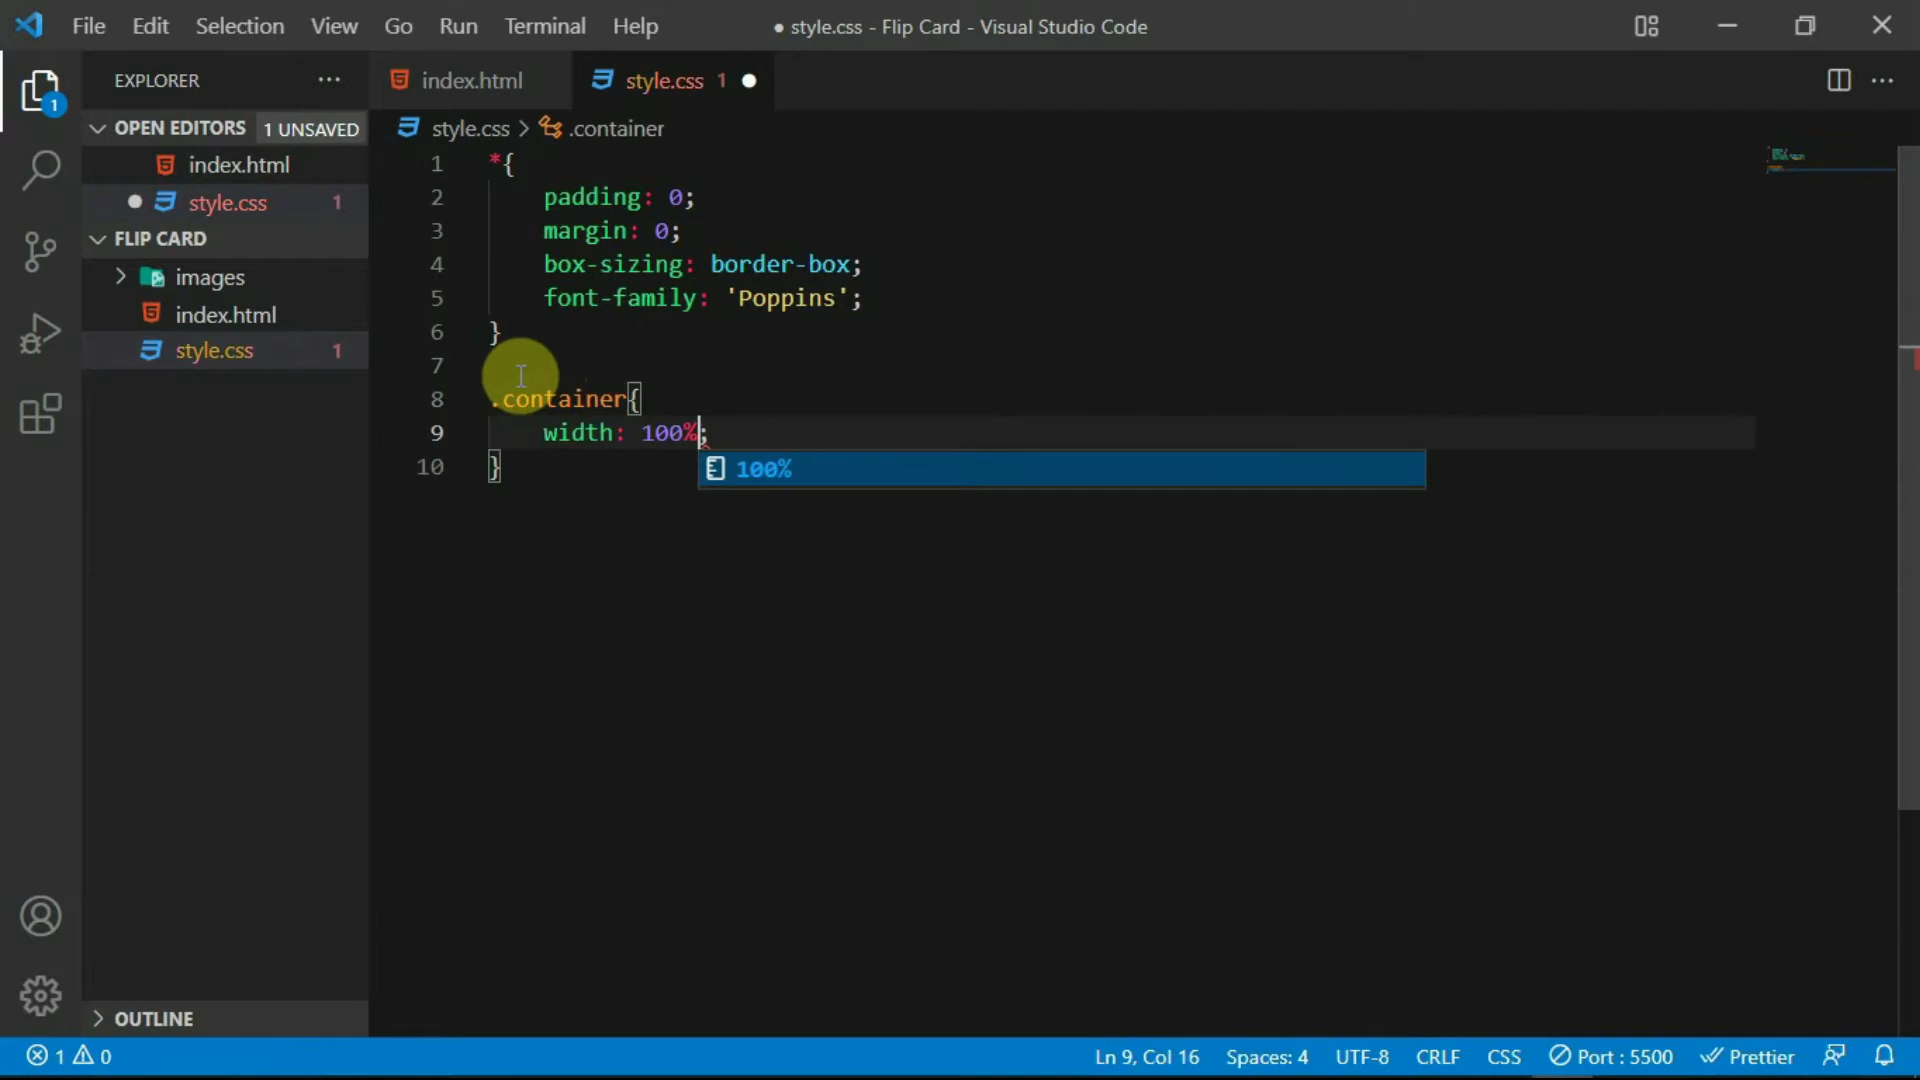 File Edit Selection View Go Run Terminal Help
● style.css - Flip Card - Visual Studio Code
1
EXPLORER ···
OPEN EDITORS 1 UNSAVED
index.html
● style.css 1
FLIP CARD
images
index.html
style.css 1
OUTLINE
index.html
style.css 1 ●
style.css > .container
1 *{
2 padding: 0;
3 margin: 0;
4 box-sizing: border-box;
5 font-family: 'Poppins';
6 }
7
8 .container{
9 width: 100%;
10 }
100%
1 0
Ln 9, Col 16 Spaces: 4 UTF-8 CRLF CSS Port : 5500 Prettier